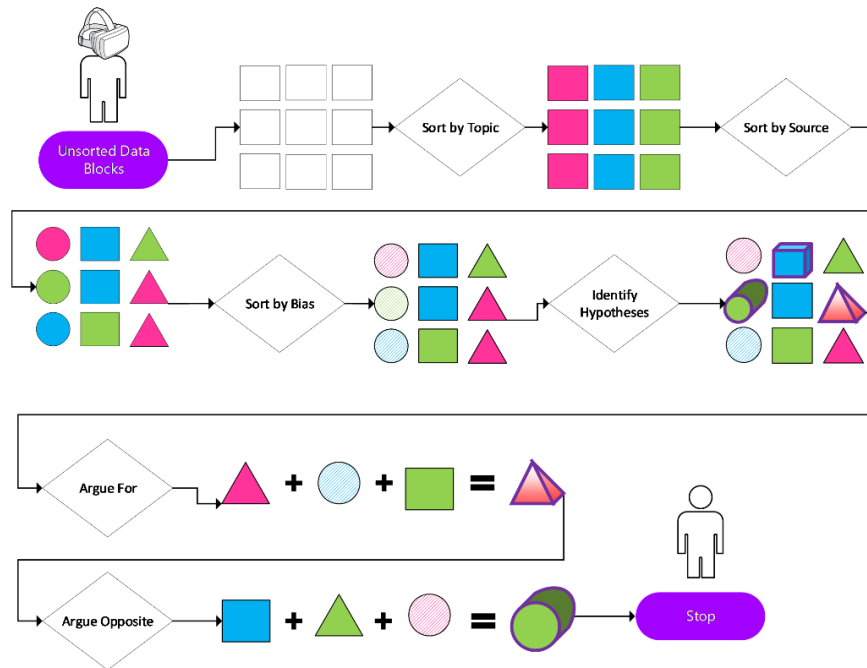 Unsorted Data
Blocks
Sort by Topic
Sort by Source
Sort by Bias
Identify
Hypotheses
Argue For
+
+
=
Argue Opposite
+
+
=
Stop